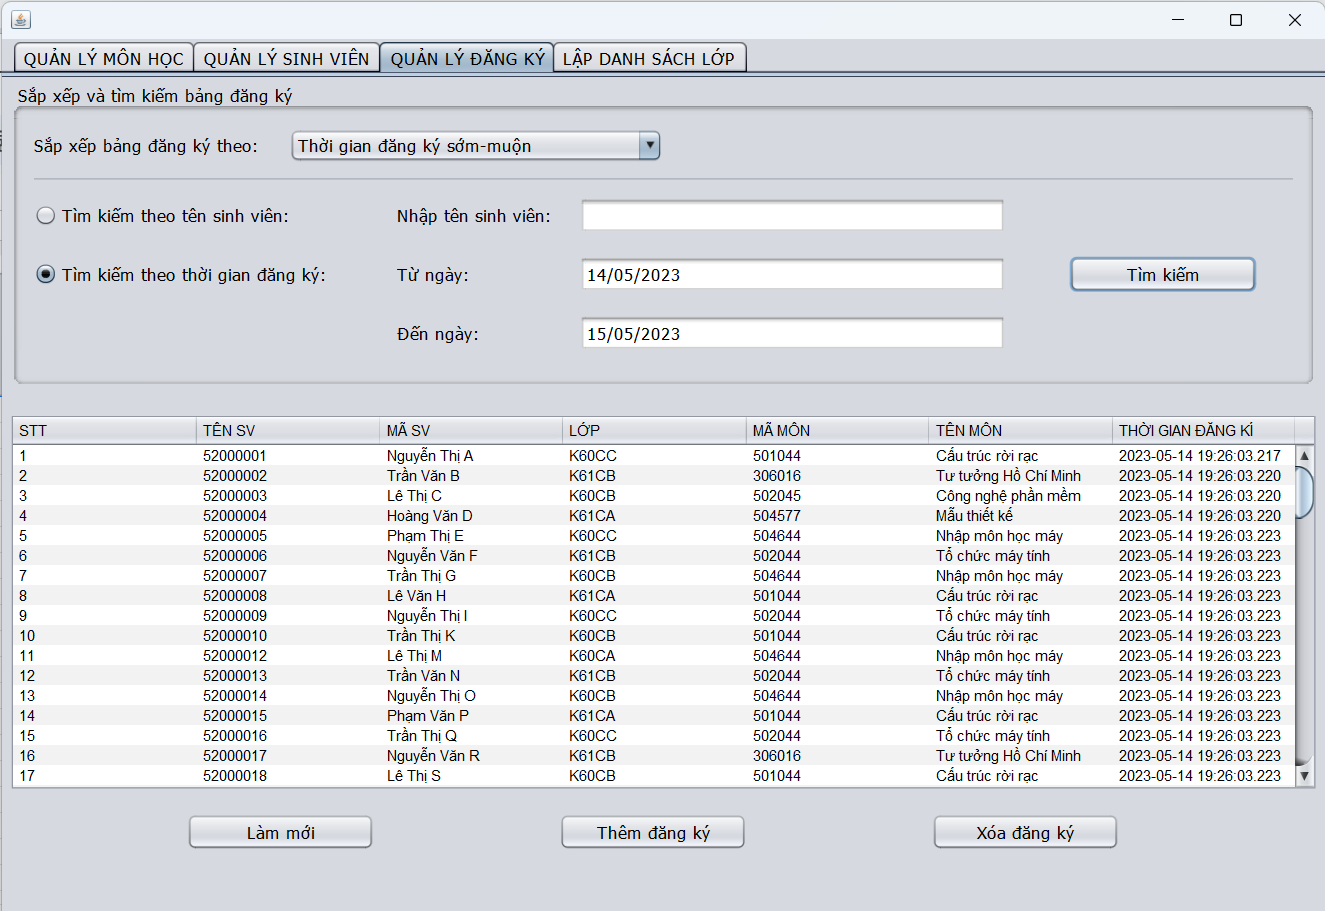 QUẢN LÝ MÔN HỌC QUẢN LÝ SINH VIÊN QUẢN LÝ ĐĂNG KÝ LẬP DANH SÁCH LỚP
Sắp xếp và tìm kiếm bảng đăng ký
Sắp xếp bảng đăng ký theo: Thời gian đăng ký sớm-muộn
Tìm kiếm theo tên sinh viên: Nhập tên sinh viên:
Tìm kiếm theo thời gian đăng ký: Từ ngày: 14/05/2023 Tìm kiếm
Đến ngày: 15/05/2023
STT TÊN SV MÃ SV LỚP MÃ MÔN TÊN MÔN THỜI GIAN ĐĂNG KÍ
1 52000001 Nguyễn Thị A K60CC 501044 Cấu trúc rời rạc 2023-05-14 19:26:03.217
2 52000002 Trần Văn B K61CB 306016 Tư tưởng Hồ Chí Minh 2023-05-14 19:26:03.220
3 52000003 Lê Thị C K60CB 502045 Công nghệ phần mềm 2023-05-14 19:26:03.220
4 52000004 Hoàng Văn D K61CA 504577 Mẫu thiết kế 2023-05-14 19:26:03.220
5 52000005 Phạm Thị E K60CC 504644 Nhập môn học máy 2023-05-14 19:26:03.223
6 52000006 Nguyễn Văn F K61CB 502044 Tổ chức máy tính 2023-05-14 19:26:03.223
7 52000007 Trần Thị G K60CB 504644 Nhập môn học máy 2023-05-14 19:26:03.223
8 52000008 Lê Văn H K61CA 501044 Cấu trúc rời rạc 2023-05-14 19:26:03.223
9 52000009 Nguyễn Thị I K60CC 502044 Tổ chức máy tính 2023-05-14 19:26:03.223
10 52000010 Trần Thị K K60CB 501044 Cấu trúc rời rạc 2023-05-14 19:26:03.223
11 52000012 Lê Thị M K60CA 504644 Nhập môn học máy 2023-05-14 19:26:03.223
12 52000013 Trần Văn N K61CB 502044 Tổ chức máy tính 2023-05-14 19:26:03.223
13 52000014 Nguyễn Thị O K60CB 504644 Nhập môn học máy 2023-05-14 19:26:03.223
14 52000015 Phạm Văn P K61CA 501044 Cấu trúc rời rạc 2023-05-14 19:26:03.223
15 52000016 Trần Thị Q K60CC 502044 Tổ chức máy tính 2023-05-14 19:26:03.223
16 52000017 Nguyễn Văn R K61CB 306016 Tư tưởng Hồ Chí Minh 2023-05-14 19:26:03.223
17 52000018 Lê Thị S K60CB 501044 Cấu trúc rời rạc 2023-05-14 19:26:03.223
Làm mới Thêm đăng ký Xóa đăng ký